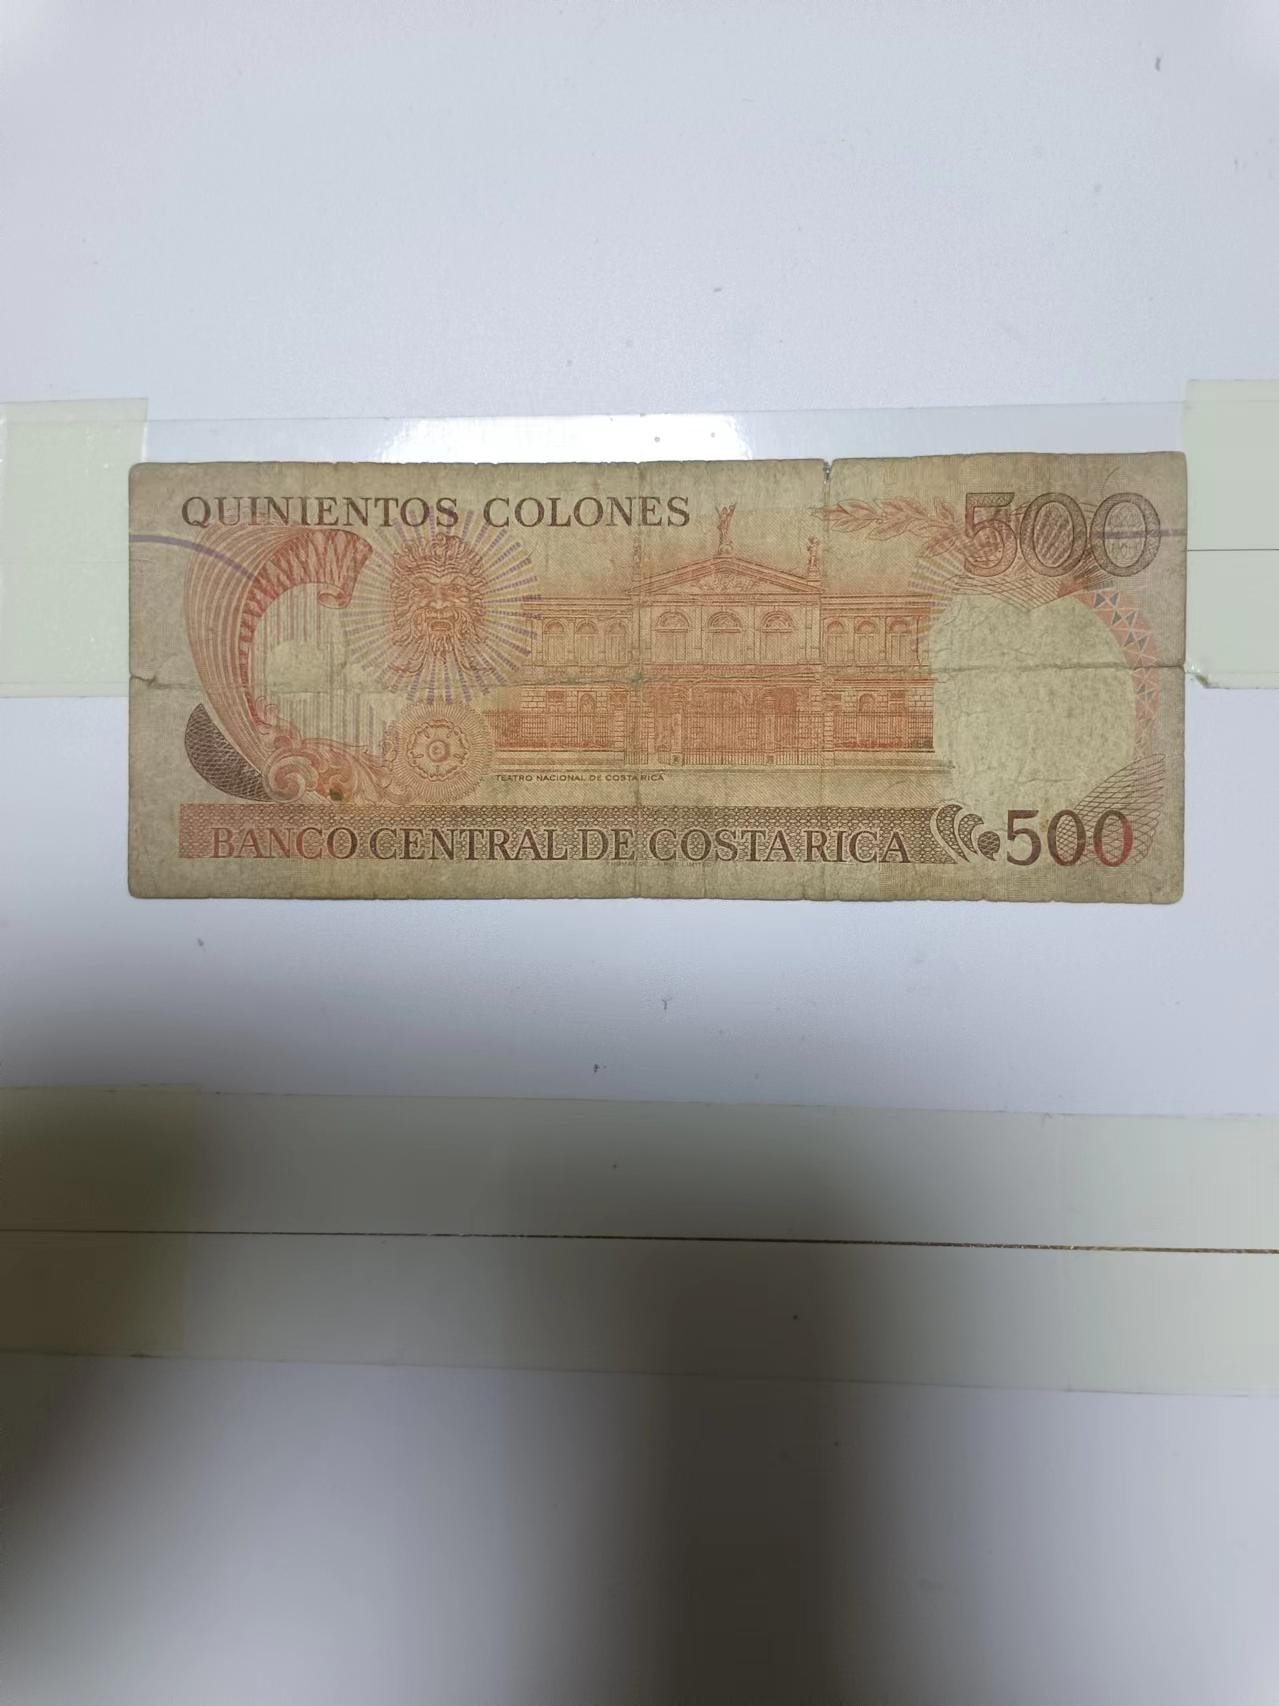 QUINIENTOS COLONES
500
TEATRO NACIONAL DE COSTA RICA
BANCO CENTRAL DE COSTA RICA
500